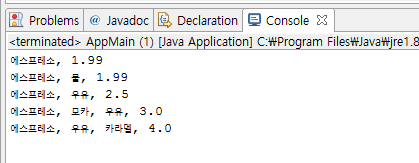 Problems @ Javadoc Declaration Console
<terminated> AppMain (1) [Java Application] C:₩Program Files₩Java₩jre1.8
에스프레소, 1.99
에스프레소, 물, 1.99
에스프레소, 우유, 2.5
에스프레소, 모카, 우유, 3.0
에스프레소, 우유, 카라멜, 4.0